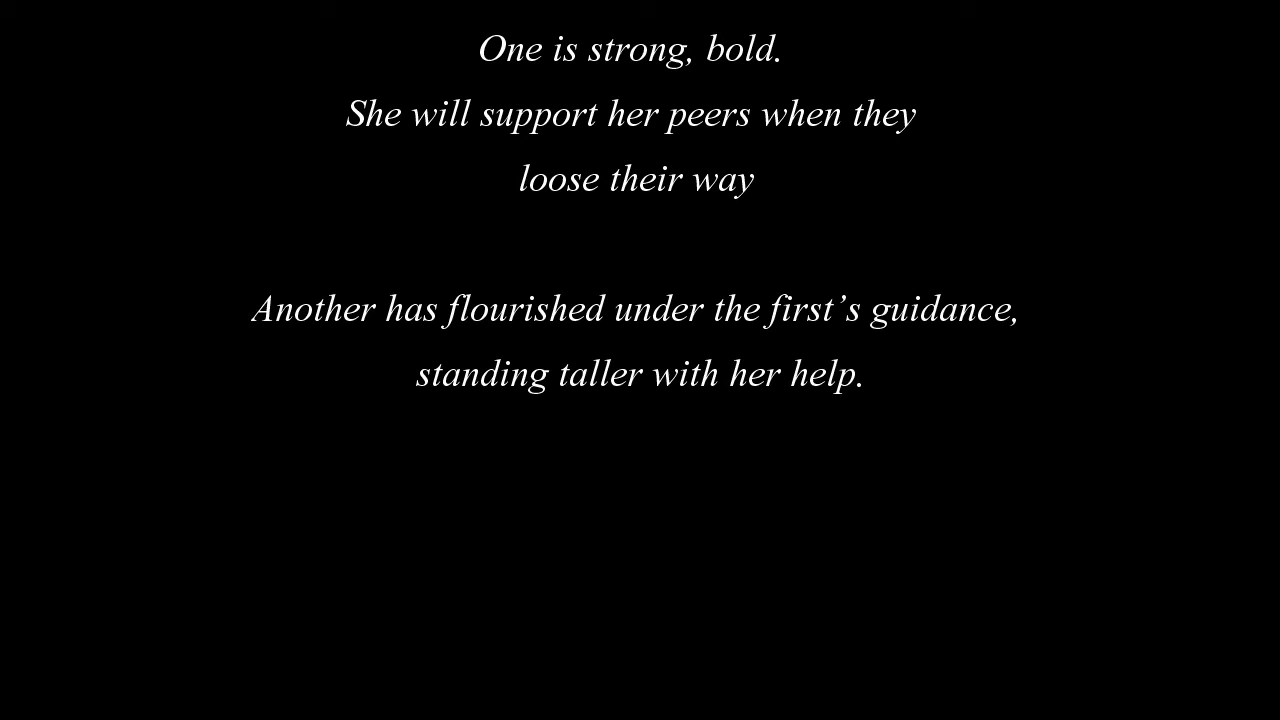 One is strong, bold.
She will support her peers when they
loose their way
Another has flourished under the first’s guidance,
standing taller with her help.